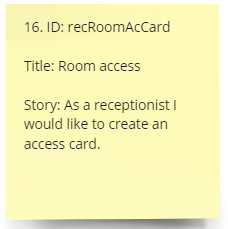 16. ID: recRoomAcCard
Title: Room access
Story: As a receptionist I
would like to create an
access card.